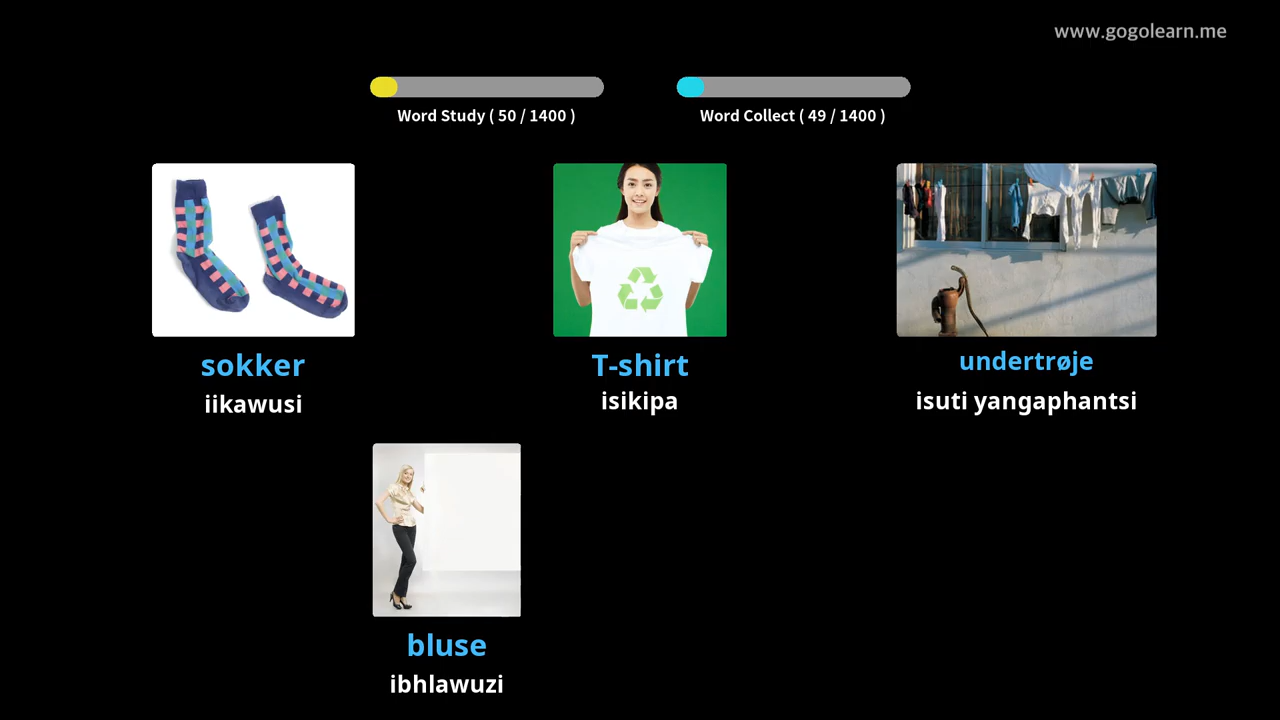 www.gogolearn.me
Word Study ( 50 / 1400 )
Word Collect ( 49 / 1400 )
sokker
iikawusi
T-shirt
isikipa
undertrøje
isuti yangaphantsi
bluse
ibhlawuzi